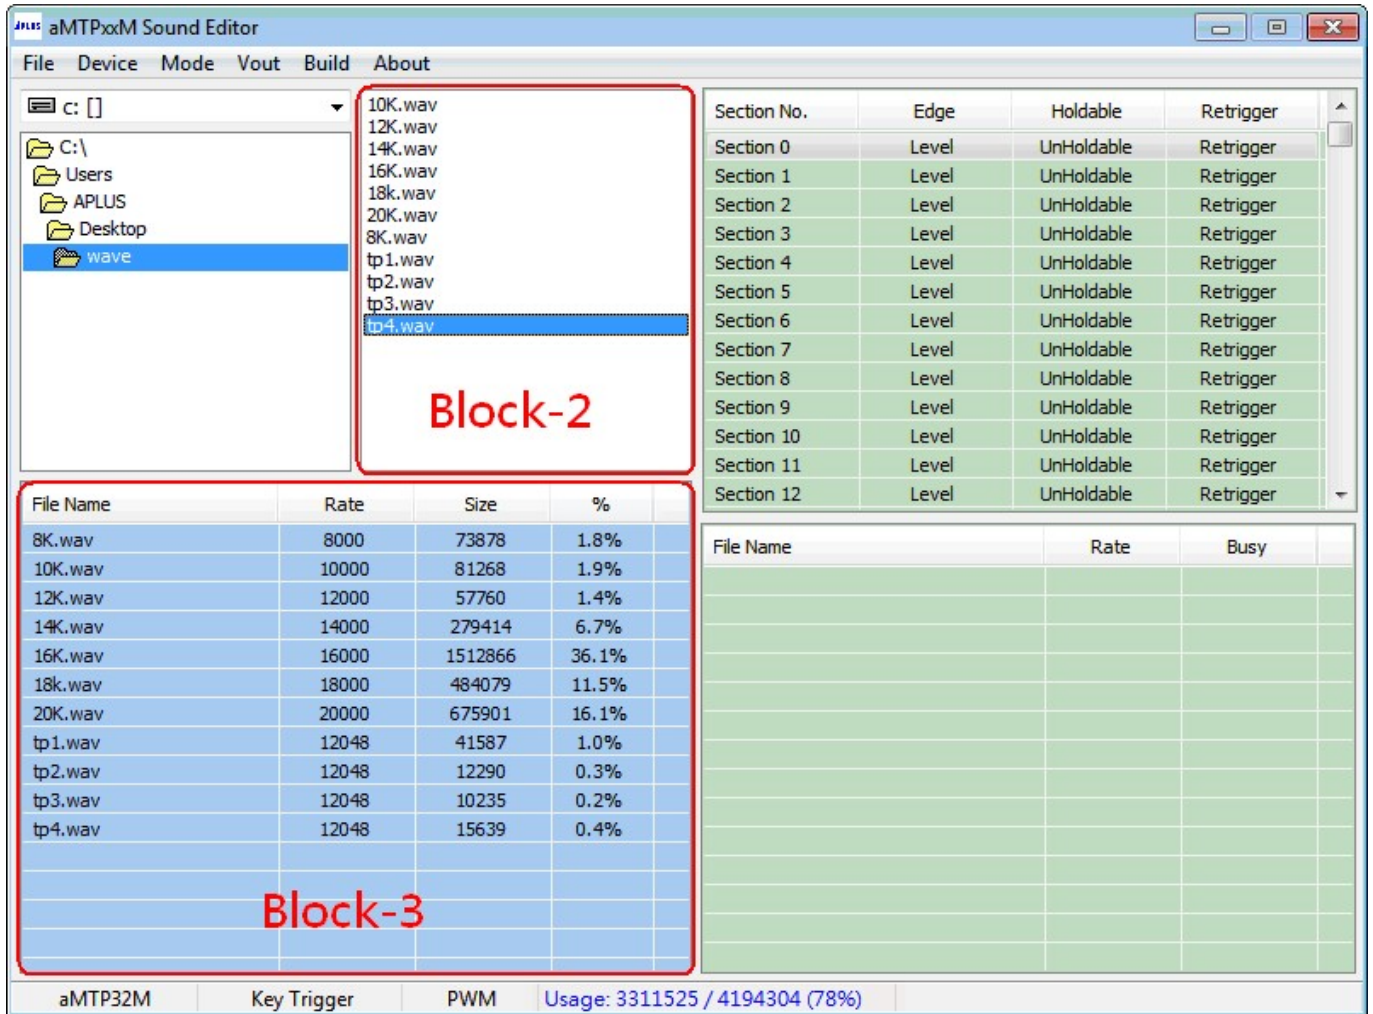 APLUS aMTPxxM Sound Editor
File Device Mode Vout Build About
c: []
C:\
Users
APLUS
Desktop
wave
10K.wav
12K.wav
14K.wav
16K.wav
18k.wav
20K.wav
8K.wav
tp1.wav
tp2.wav
tp3.wav
tp4.wav
Block-2
Section No. Edge Holdable Retrigger
Section 0 Level UnHoldable Retrigger
Section 1 Level UnHoldable Retrigger
Section 2 Level UnHoldable Retrigger
Section 3 Level UnHoldable Retrigger
Section 4 Level UnHoldable Retrigger
Section 5 Level UnHoldable Retrigger
Section 6 Level UnHoldable Retrigger
Section 7 Level UnHoldable Retrigger
Section 8 Level UnHoldable Retrigger
Section 9 Level UnHoldable Retrigger
Section 10 Level UnHoldable Retrigger
Section 11 Level UnHoldable Retrigger
Section 12 Level UnHoldable Retrigger
File Name Rate Size %
8K.wav 8000 73878 1.8%
10K.wav 10000 81268 1.9%
12K.wav 12000 57760 1.4%
14K.wav 14000 279414 6.7%
16K.wav 16000 1512866 36.1%
18k.wav 18000 484079 11.5%
20K.wav 20000 675901 16.1%
tp1.wav 12048 41587 1.0%
tp2.wav 12048 12290 0.3%
tp3.wav 12048 10235 0.2%
tp4.wav 12048 15639 0.4%
Block-3
File Name Rate Busy
aMTP32M Key Trigger PWM Usage: 3311525 / 4194304 (78%)